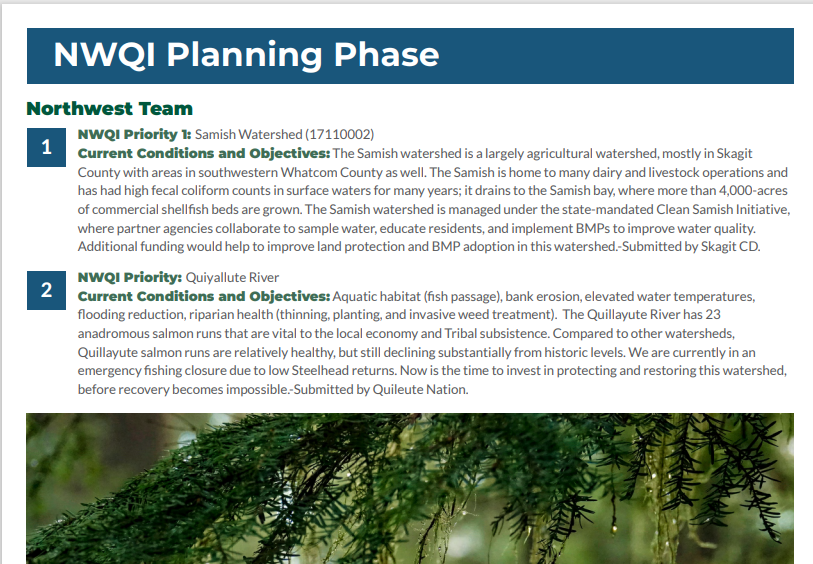 NWQI Planning Phase
Northwest Team
1
NWQI Priority 1: Samish Watershed (17110002)
Current Conditions and Objectives: The Samish watershed is a largely agricultural watershed, mostly in Skagit
County with areas in southwestern Whatcom County as well. The Samish is home to many dairy and livestock operations and
has had high fecal coliform counts in surface waters for many years; it drains to the Samish bay, where more than 4,000-acres
of commercial shellfish beds are grown. The Samish watershed is managed under the state-mandated Clean Samish Initiative,
where partner agencies collaborate to sample water, educate residents, and implement BMPs to improve water quality.
Additional funding would help to improve land protection and BMP adoption in this watershed.-Submitted by Skagit CD.
2
NWQI Priority: Quiyallute River
Current Conditions and Objectives: Aquatic habitat (fish passage), bank erosion, elevated water temperatures,
flooding reduction, riparian health (thinning, planting, and invasive weed treatment). The Quillayute River has 23
anadromous salmon runs that are vital to the local economy and Tribal subsistence. Compared to other watersheds,
Quillayute salmon runs are relatively healthy, but still declining substantially from historic levels. We are currently in an
emergency fishing closure due to low Steelhead returns. Now is the time to invest in protecting and restoring this watershed,
before recovery becomes impossible.-Submitted by Quileute Nation.